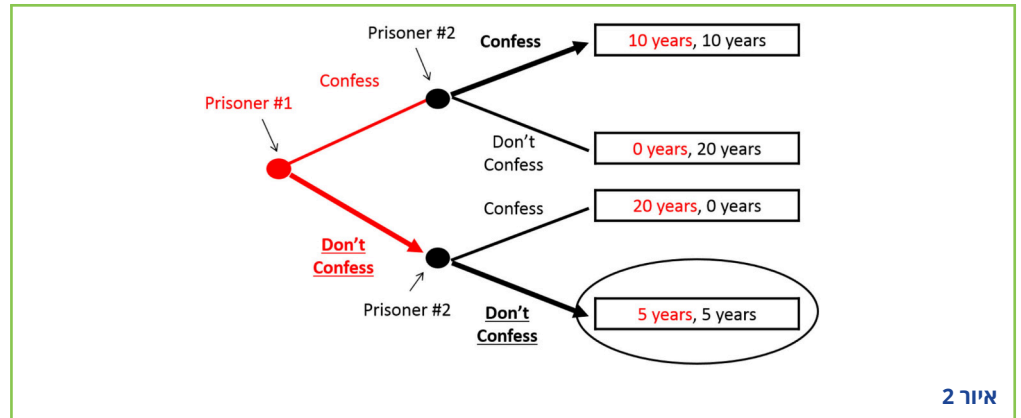 Prisoner #2
Confess
10 years, 10 years
Confess
Prisoner #1
Don't
Confess
0 years, 20 years
Confess
20 years, 0 years
Don't
Confess
Prisoner #2
Don't
Confess
5 years, 5 years
איור 2